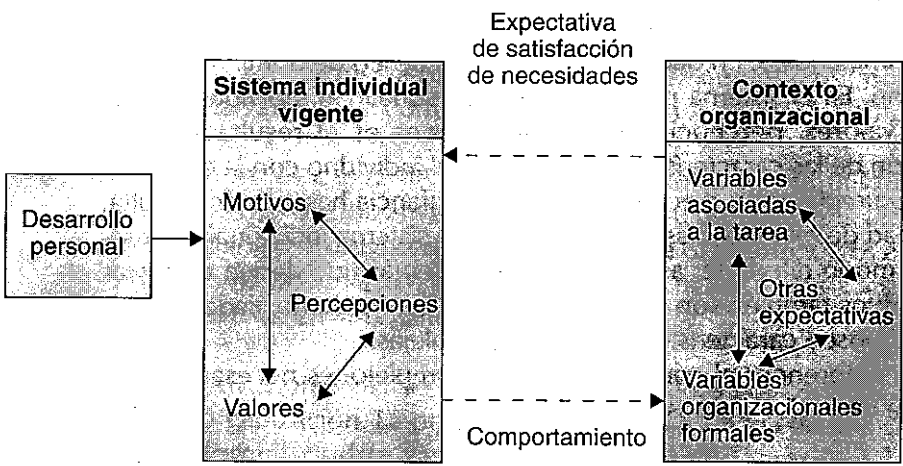 Expectativa
de satisfacción
de necesidades
Sistema individual
vigente
Contexto
organizacional
Desarrollo
personal
Motivos
Percepciones
Valores
Variables
asociadas
a la tarea
Otras
expectativas
Variables
organizacionales
formales
Comportamiento